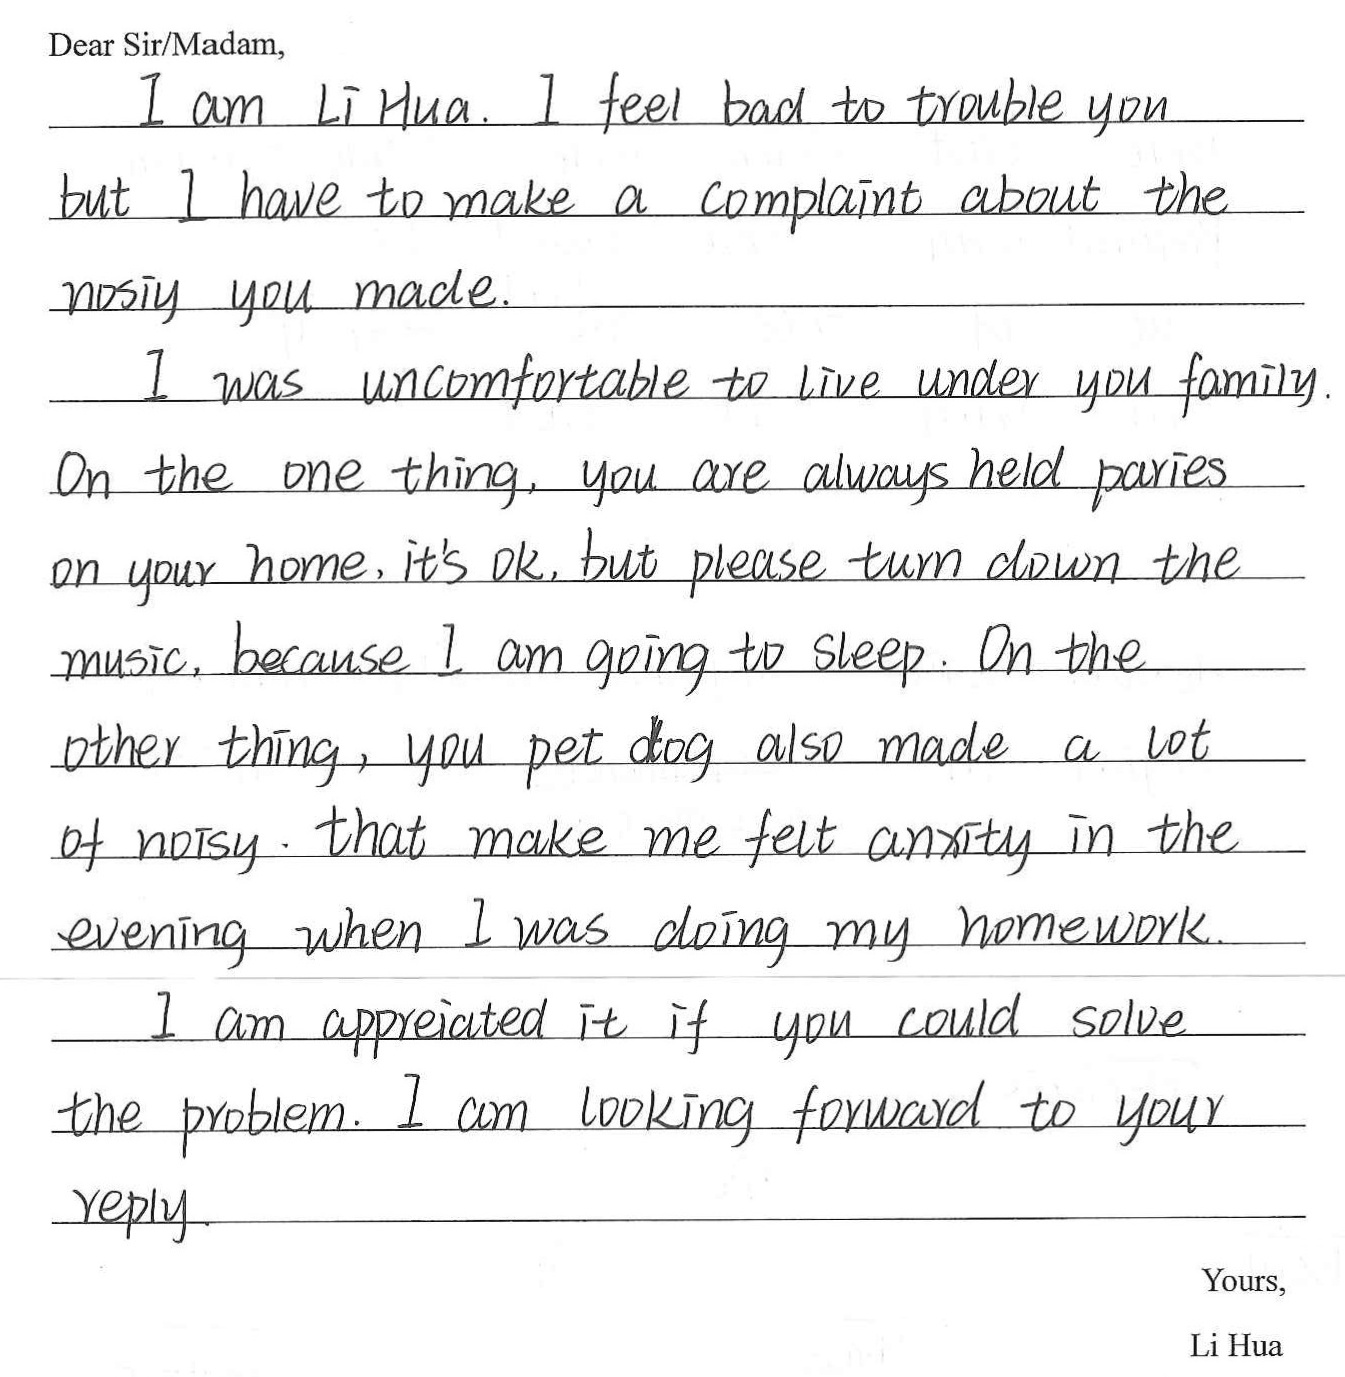 Dear Sir/Madam,
I am Li Hua. I feel bad to trouble you
but I have to make a complaint about the
nosiy you made.
I was uncomfortable to live under you family.
On the one thing, you are always held paries
on your home, it's ok, but please turn down the
music, because I am going to sleep. On the
other thing, you pet dog also made a lot
of noisy. that make me felt anxity in the
evening when I was doing my homework.
I am appreiated it if you could solve
the problem. I am looking forward to your
reply.
Yours,
Li Hua